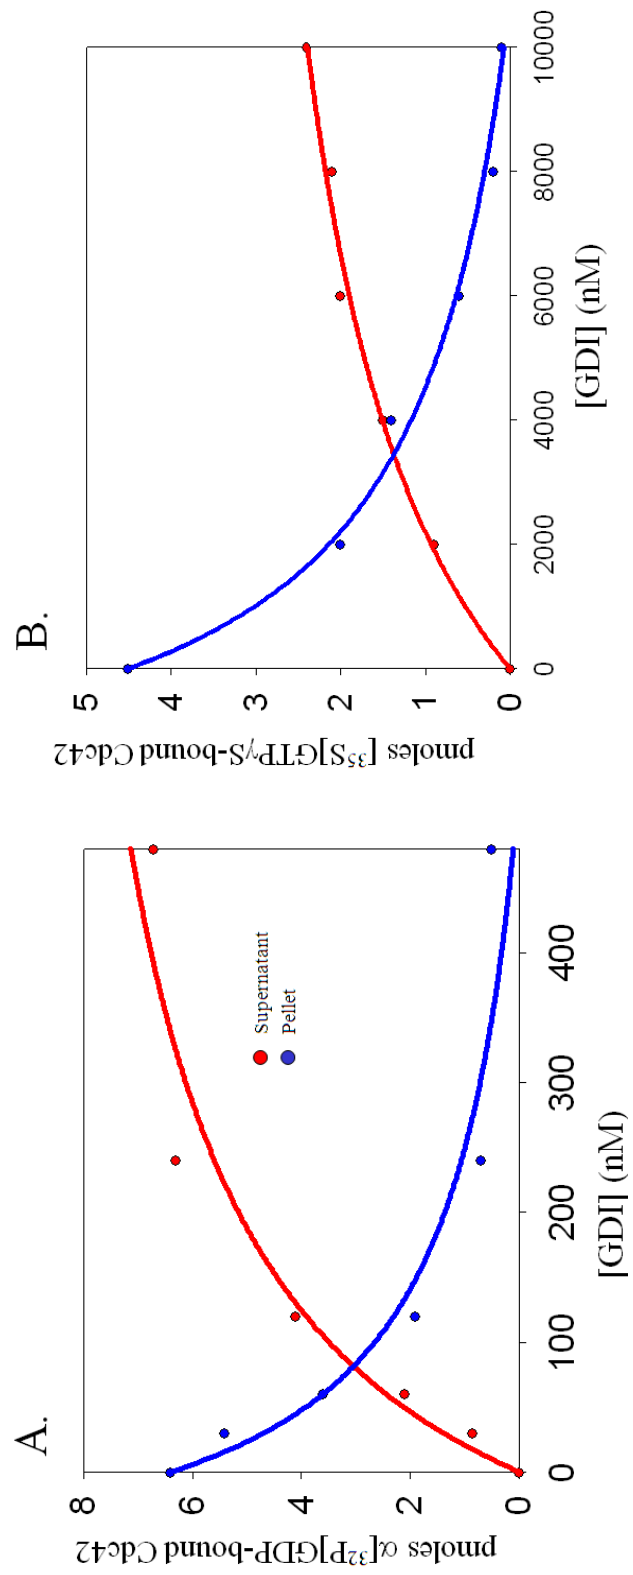 A.
pmoles α[³²P]GDP-bound Cdc42
8
6
4
2
0
0 100 200 300 400
[GDI] (nM)
Supernatant
Pellet
B.
pmoles [³⁵S]GTPγS-bound Cdc42
5
4
3
2
1
0
0 2000 4000 6000 8000 10000
[GDI] (nM)